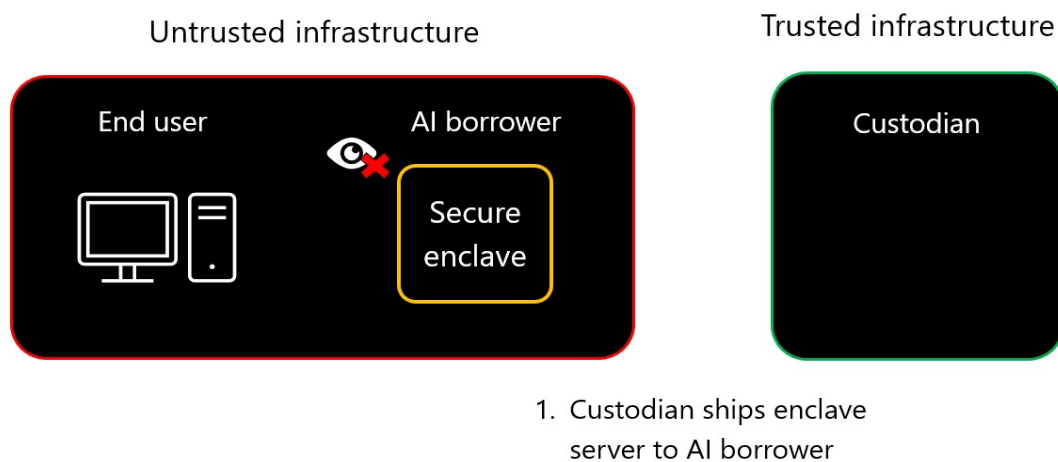 Untrusted infrastructure
Trusted infrastructure
End user
AI borrower
Custodian
Secure
enclave
1. Custodian ships enclave
server to AI borrower